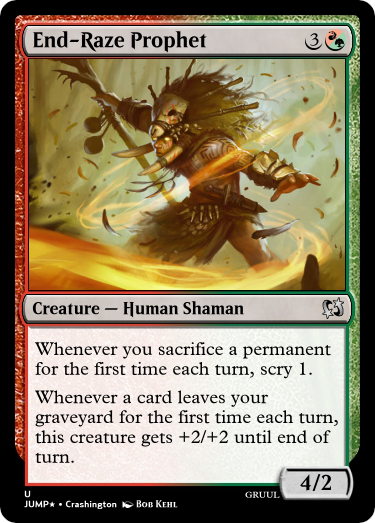 End-Raze Prophet 3
Creature — Human Shaman
Whenever you sacrifice a permanent
for the first time each turn, scry 1.
Whenever a card leaves your
graveyard for the first time each turn,
this creature gets +2/+2 until end of
turn.
4/2
U GRUUL
JUMP★ • Crashington Bob Kehl